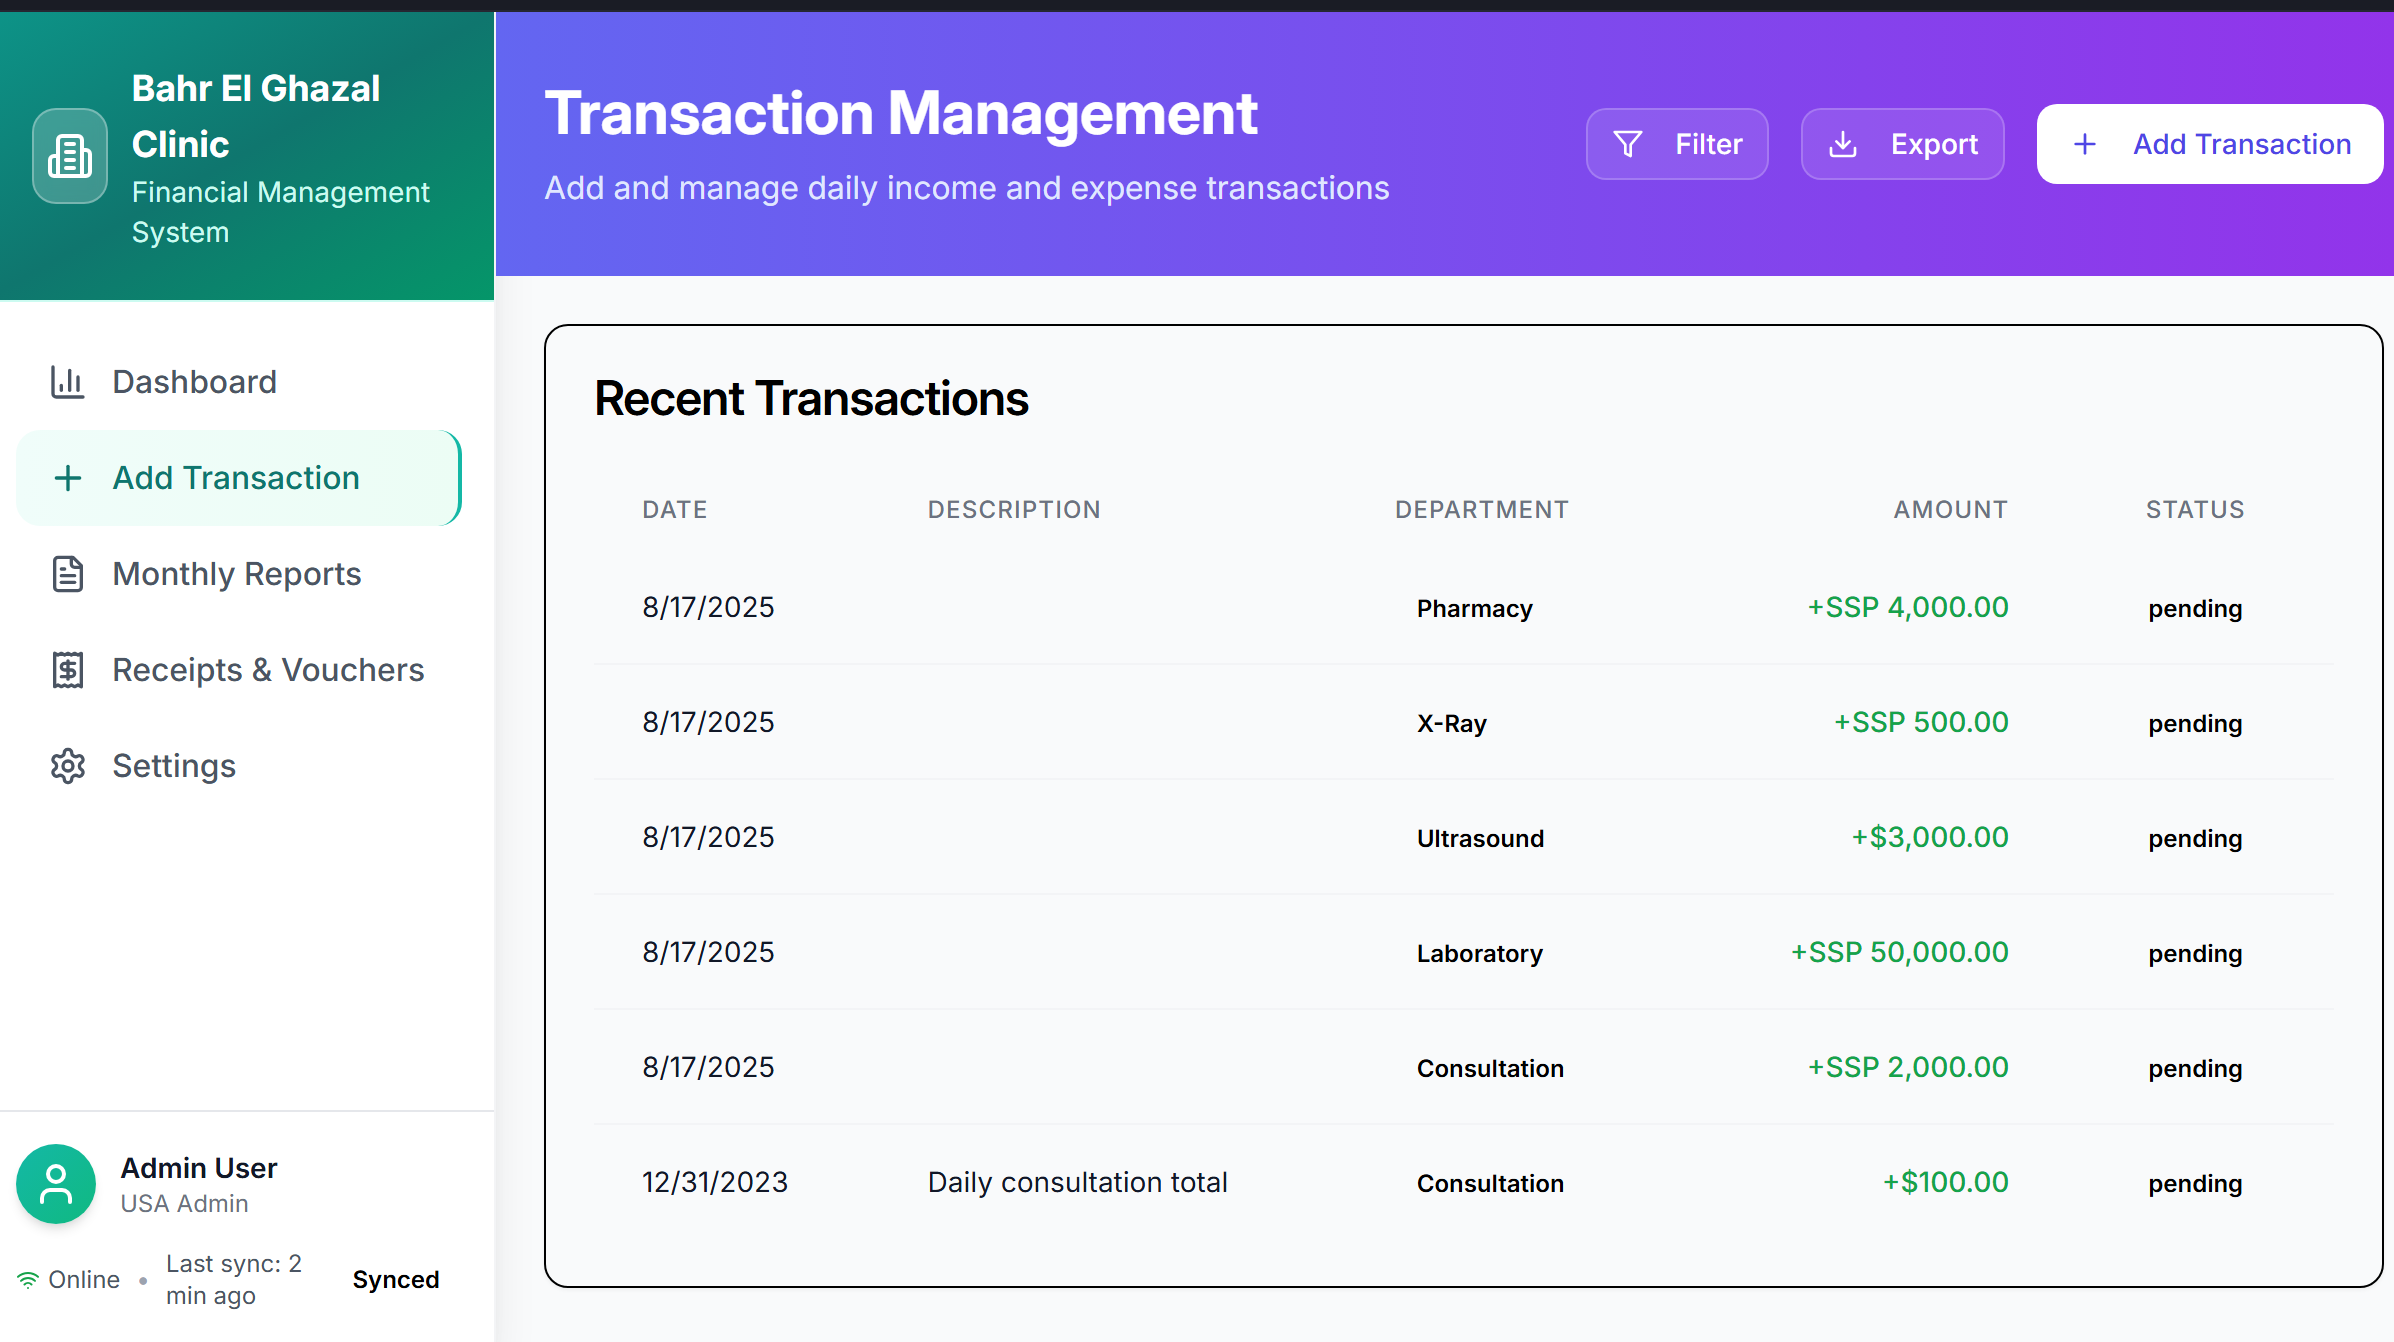 Bahr El Ghazal
Clinic
Financial Management
System
Dashboard
Add Transaction
Monthly Reports
Receipts & Vouchers
Settings
Admin User
USA Admin
Online • Last sync: 2
min ago
Synced
Transaction Management
Add and manage daily income and expense transactions
Filter
Export
Add Transaction
Recent Transactions
DATE DESCRIPTION DEPARTMENT AMOUNT STATUS
8/17/2025 Pharmacy +SSP 4,000.00 pending
8/17/2025 X-Ray +SSP 500.00 pending
8/17/2025 Ultrasound +$3,000.00 pending
8/17/2025 Laboratory +SSP 50,000.00 pending
8/17/2025 Consultation +SSP 2,000.00 pending
12/31/2023 Daily consultation total Consultation +$100.00 pending